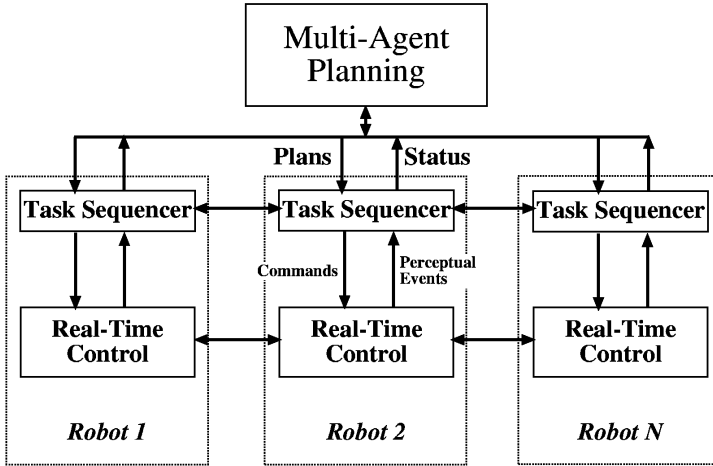 Multi-Agent
Planning
Plans
Status
Task Sequencer
Task Sequencer
Task Sequencer
Commands
Perceptual
Events
Real-Time
Control
Real-Time
Control
Real-Time
Control
Robot 1
Robot 2
Robot N